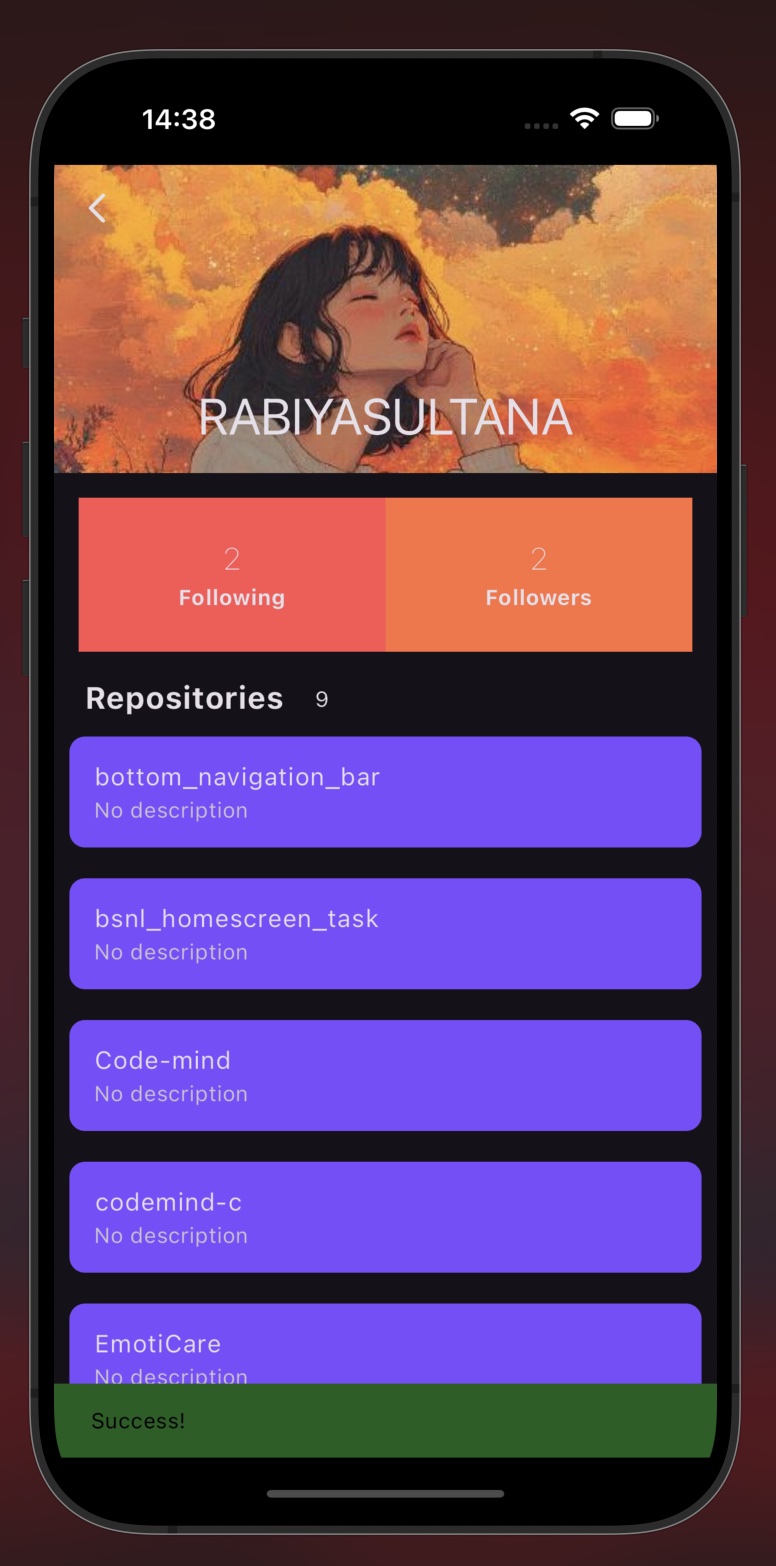 14:38
RABIYASULTANA
2
Following
2
Followers
Repositories 9
bottom_navigation_bar
No description
bsnl_homescreen_task
No description
Code-mind
No description
codemind-c
No description
EmotiCare
No description
Success!